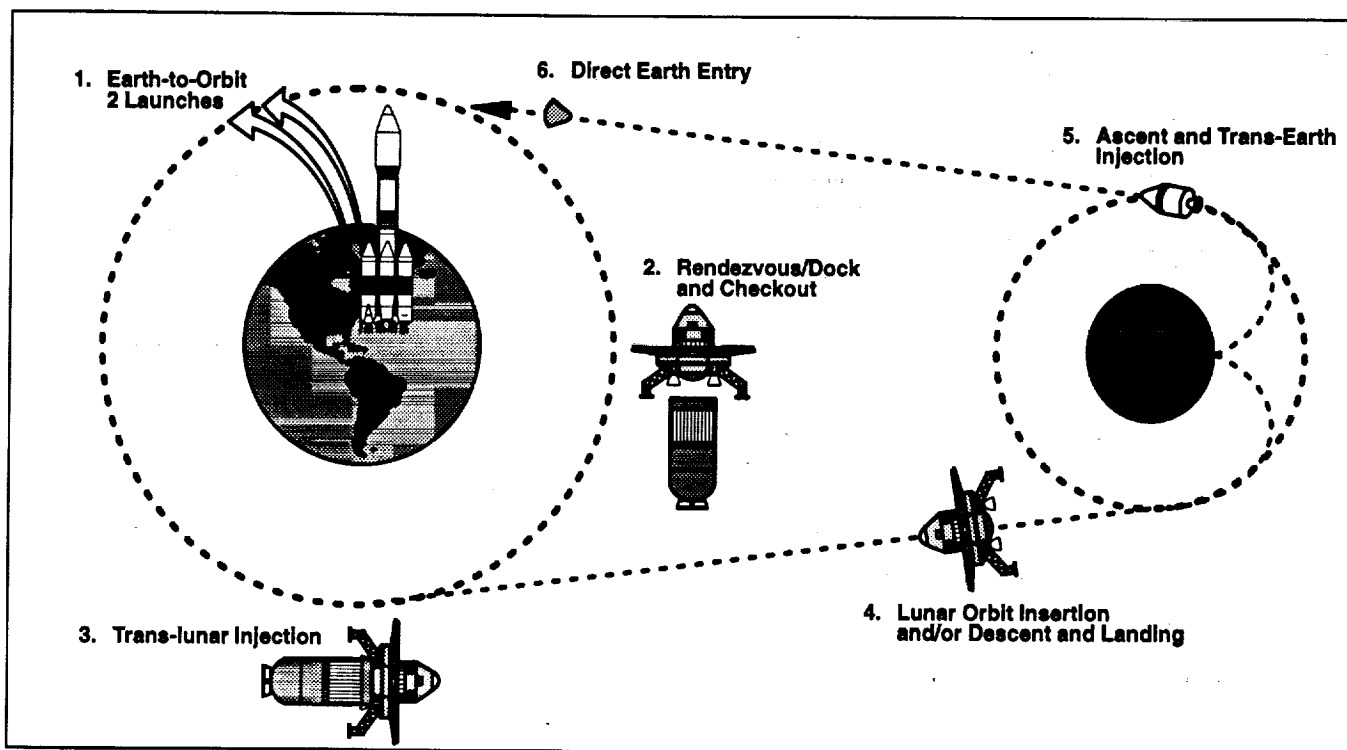 1. Earth-to-Orbit
2 Launches
6. Direct Earth Entry
5. Ascent and Trans-Earth
Injection
2. Rendezvous/Dock
and Checkout
3. Trans-lunar Injection
4. Lunar Orbit Insertion
and/or Descent and Landing